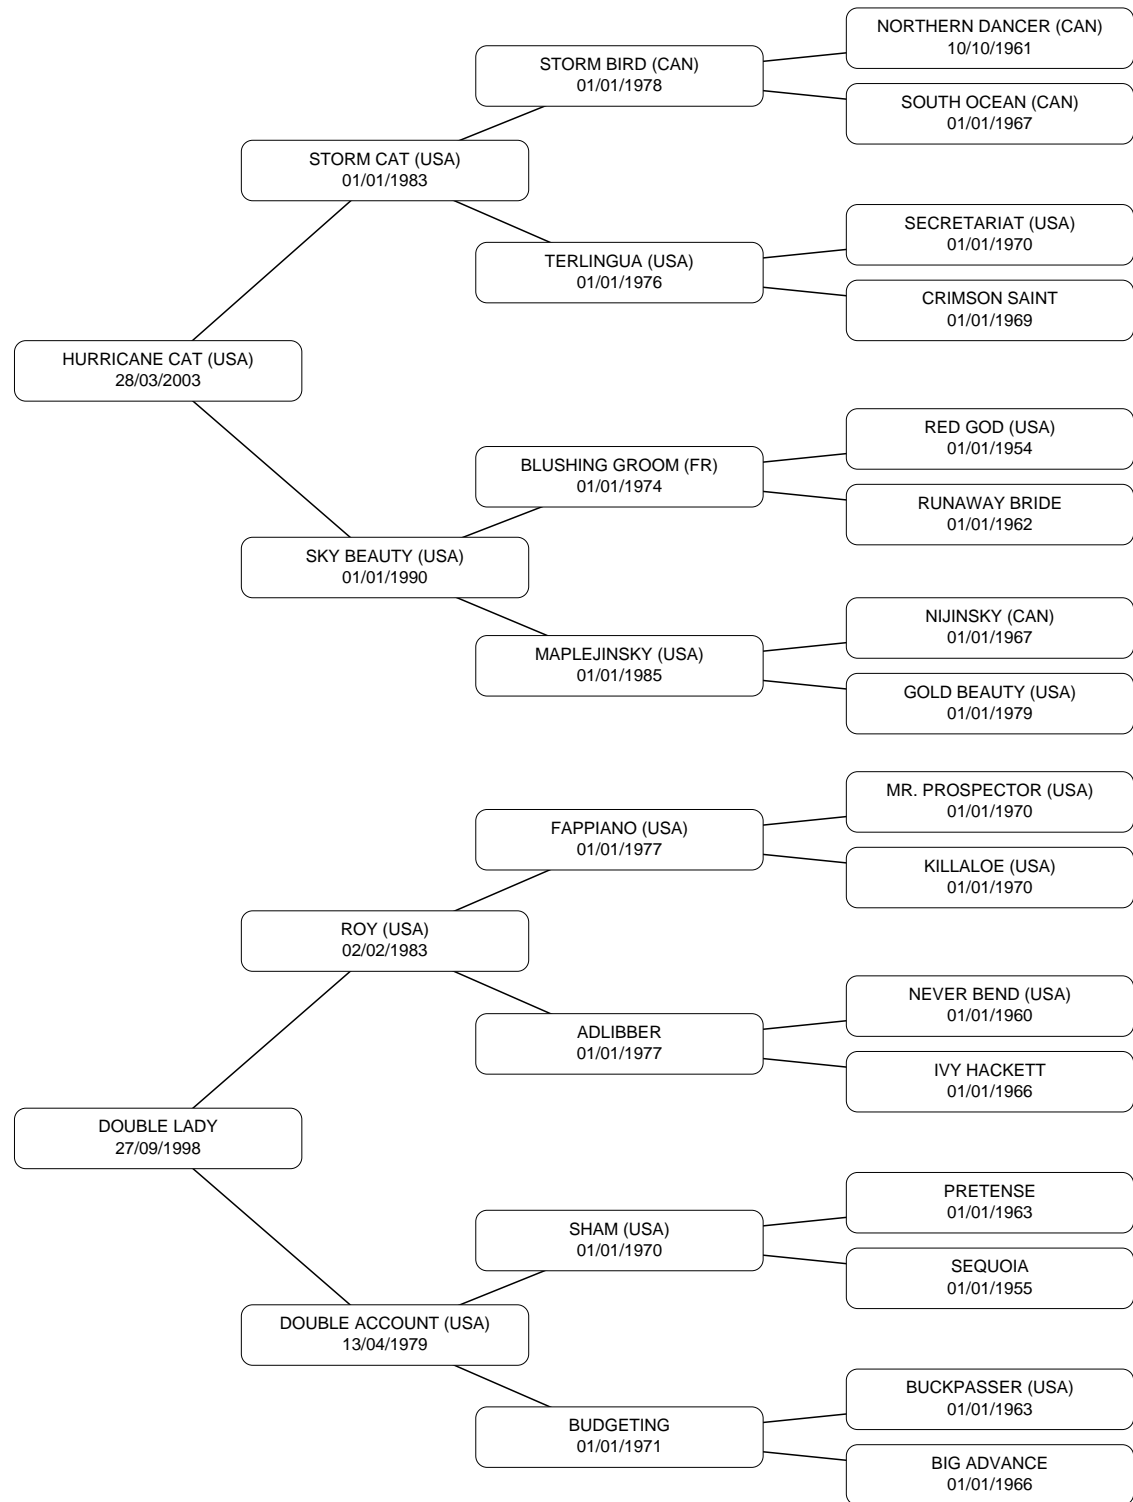 NORTHERN DANCER (CAN)
10/10/1961
STORM BIRD (CAN)
01/01/1978
SOUTH OCEAN (CAN)
01/01/1967
STORM CAT (USA)
01/01/1983
SECRETARIAT (USA)
01/01/1970
TERLINGUA (USA)
01/01/1976
CRIMSON SAINT
01/01/1969
HURRICANE CAT (USA)
28/03/2003
RED GOD (USA)
01/01/1954
BLUSHING GROOM (FR)
01/01/1974
RUNAWAY BRIDE
01/01/1962
SKY BEAUTY (USA)
01/01/1990
NIJINSKY (CAN)
01/01/1967
MAPLEJINSKY (USA)
01/01/1985
GOLD BEAUTY (USA)
01/01/1979
MR. PROSPECTOR (USA)
01/01/1970
FAPPIANO (USA)
01/01/1977
KILLALOE (USA)
01/01/1970
ROY (USA)
02/02/1983
NEVER BEND (USA)
01/01/1960
ADLIBBER
01/01/1977
IVY HACKETT
01/01/1966
DOUBLE LADY
27/09/1998
PRETENSE
01/01/1963
SHAM (USA)
01/01/1970
SEQUOIA
01/01/1955
DOUBLE ACCOUNT (USA)
13/04/1979
BUCKPASSER (USA)
01/01/1963
BUDGETING
01/01/1971
BIG ADVANCE
01/01/1966